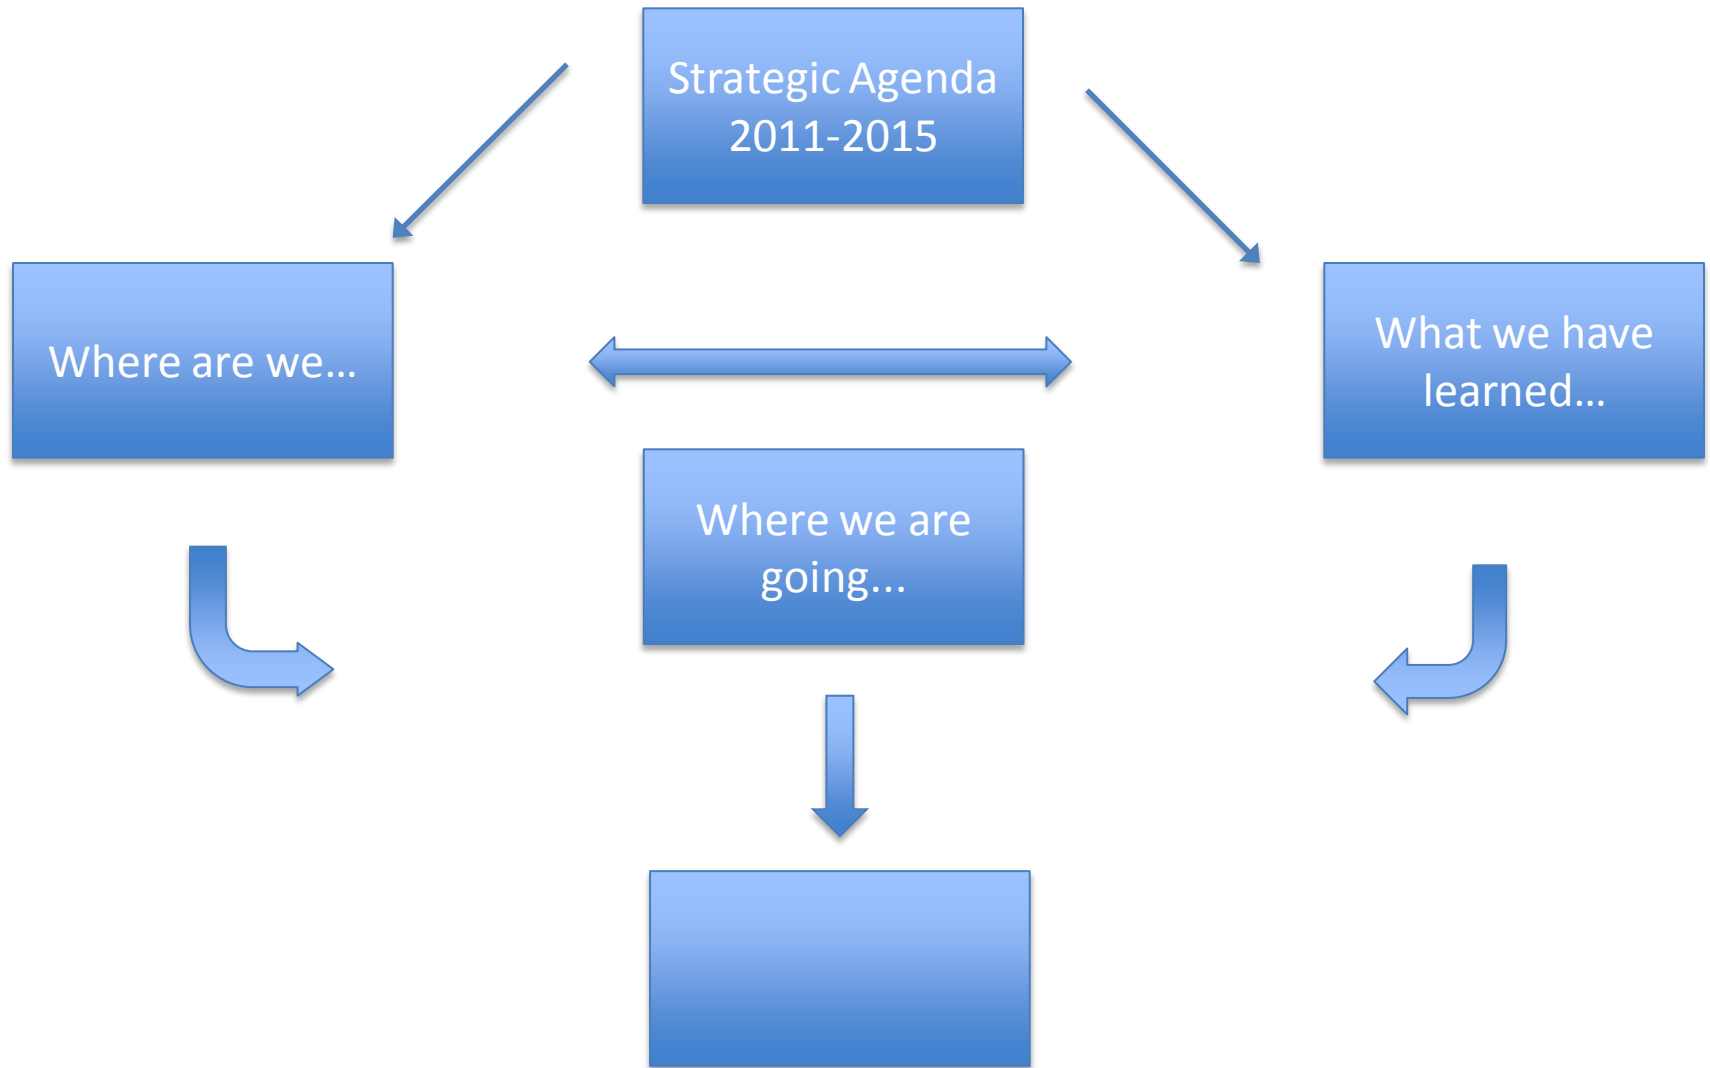 Strategic Agenda
2011-2015
Where are we...
What we have
learned...
Where we are
going...